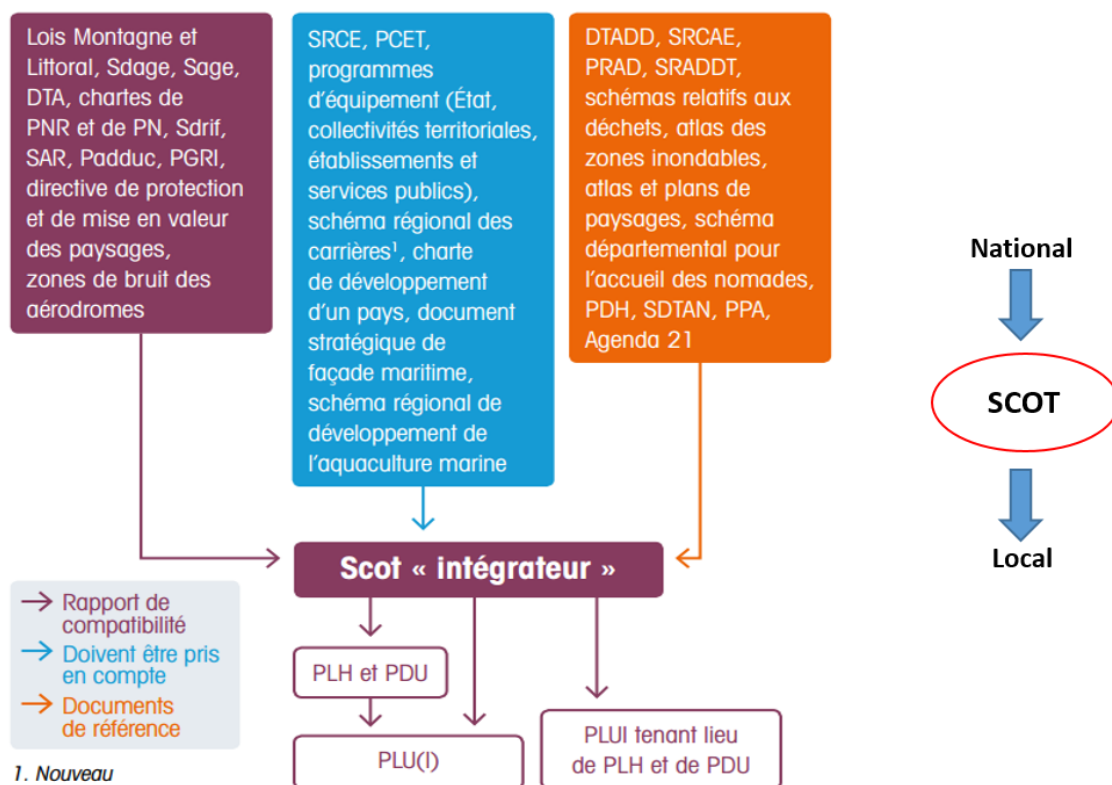 Lois Montagne et
Littoral, Sdage, Sage,
DTA, chartes de
PNR et de PN, Sdrif,
SAR, Padduc, PGRI,
directive de protection
et de mise en valeur
des paysages,
zones de bruit des
aérodromes
SRCE, PCET,
programmes
d’équipement (État,
collectivités territoriales,
établissements et
services publics),
schéma régional des
carrières¹, charte
de développement
d’un pays, document
stratégique de
façade maritime,
schéma régional de
développement de
l’aquaculture marine
DTADD, SRCAE,
PRAD, SRADDT,
schémas relatifs aux
déchets, atlas des
zones inondables,
atlas et plans de
paysages, schéma
départemental pour
l’accueil des nomades,
PDH, SDTAN, PPA,
Agenda 21
National
SCOT
Local
Scot « intégrateur »
Rapport de
compatibilité
Doivent être pris
en compte
Documents
de référence
PLH et PDU
PLU(I)
PLUI tenant lieu
de PLH et de PDU
1. Nouveau